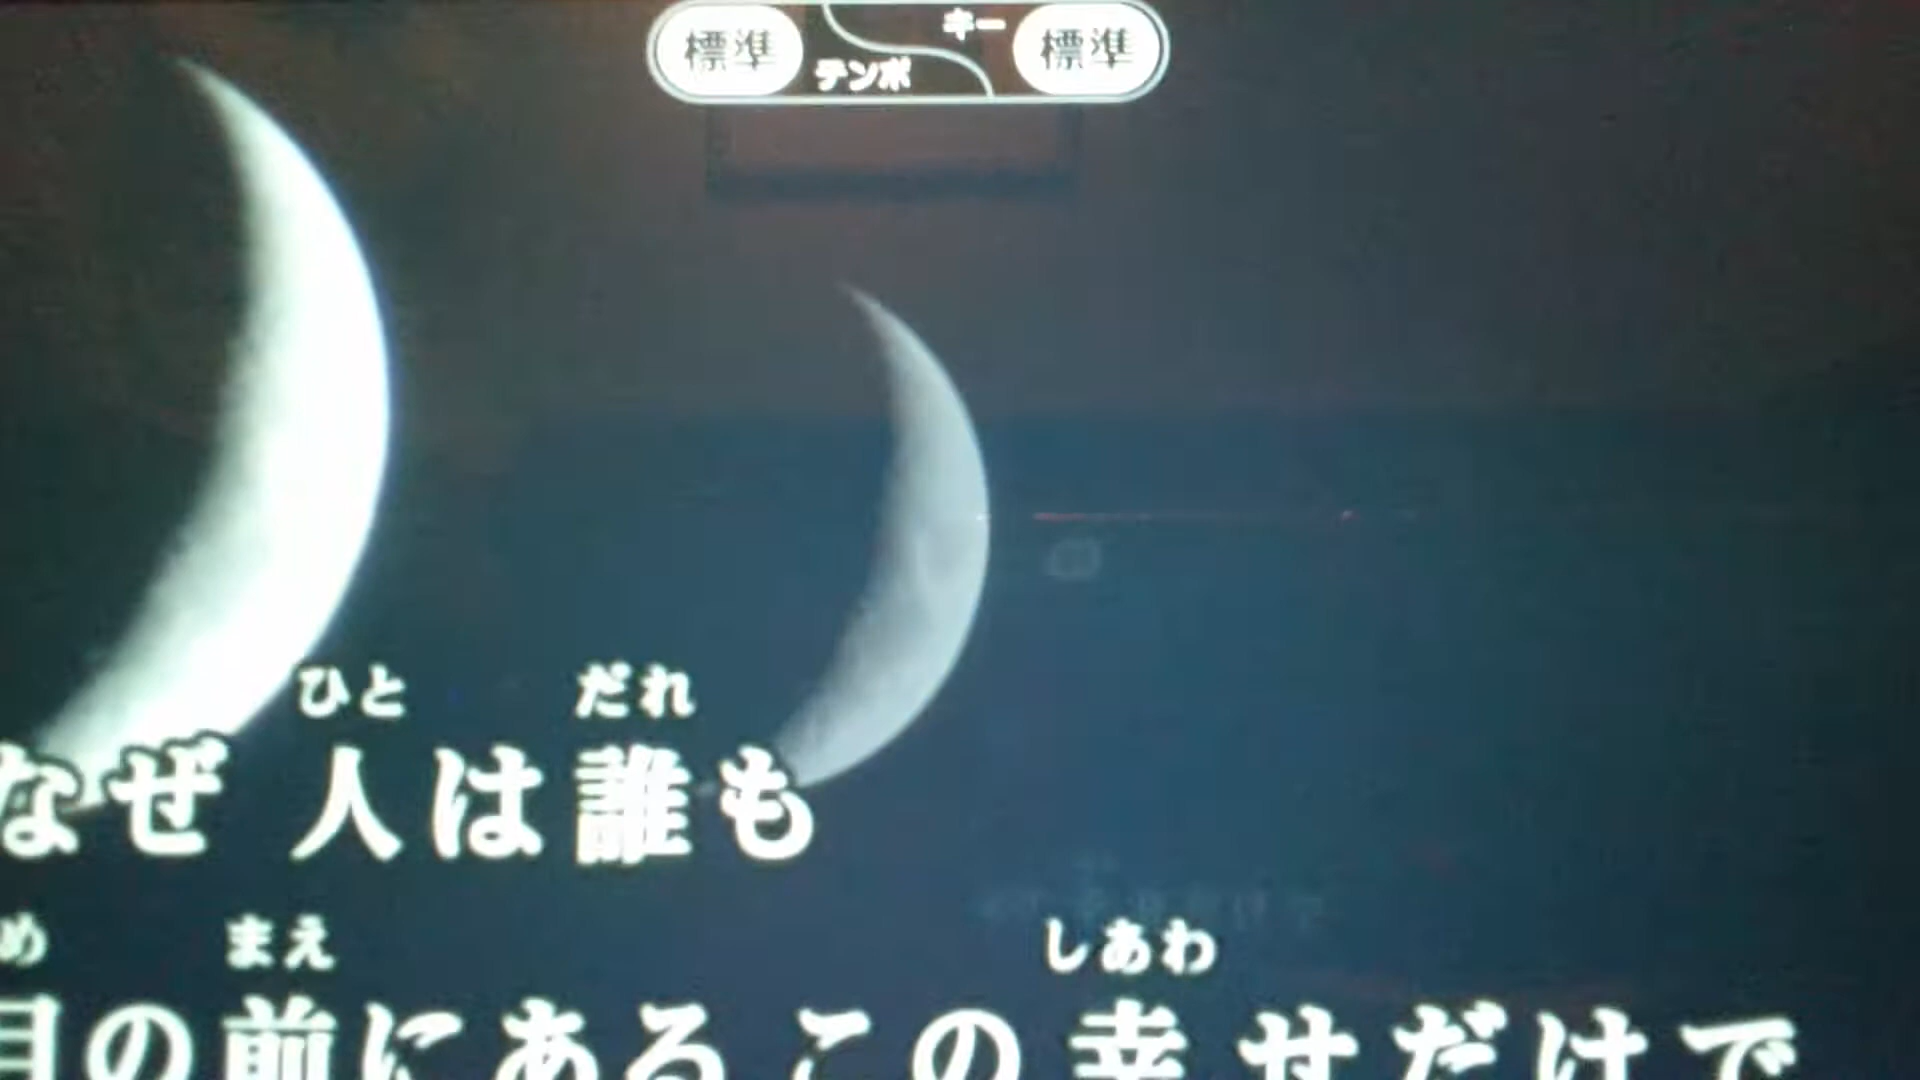 標準 テンポ キー 標準
ひと だれ
なぜ 人は誰も
め まえ しあわ
目の前にある この幸せだけで